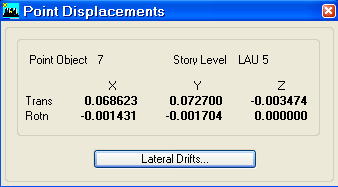 Point Displacements
Point Object 7 Story Level LAU 5
X Y Z
Trans 0.068623 0.072700 -0.003474
Rotn -0.001431 -0.001704 0.000000
Lateral Drifts...